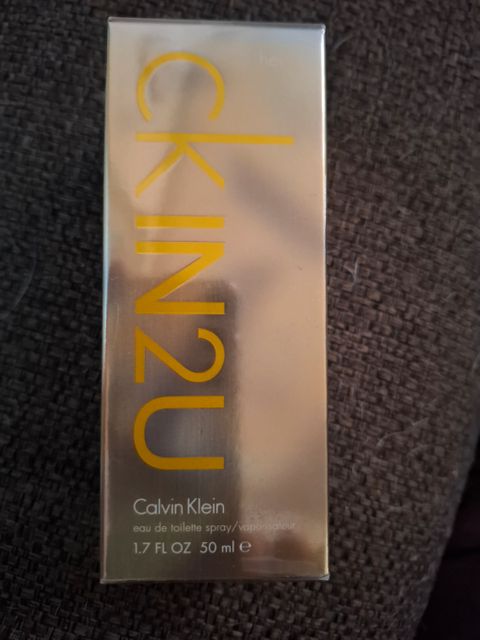 ckIN2U
Calvin Klein
eau de toilette spray/vaporisateur
1.7 FL OZ 50 ml ℮